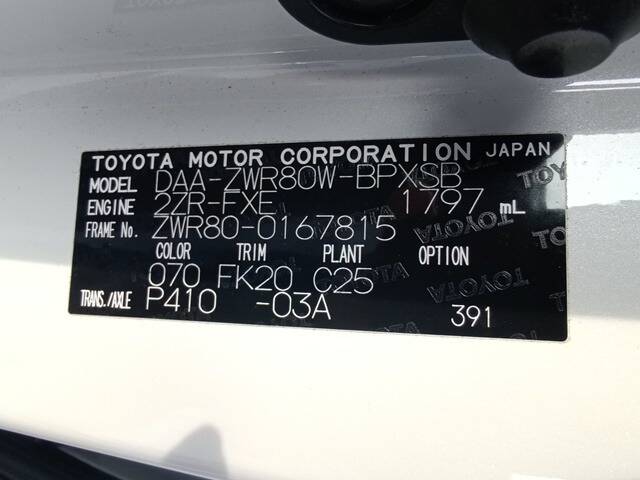 TOYOTA MOTOR CORPORATION JAPAN
MODEL DAA-ZWR80W-BPXSB
ENGINE 2ZR-FXE 1797 mL
FRAME No. ZWR80-0167815
COLOR TRIM PLANT OPTION
070 FK20 C25
TRANS./AXLE P410 -03A 391